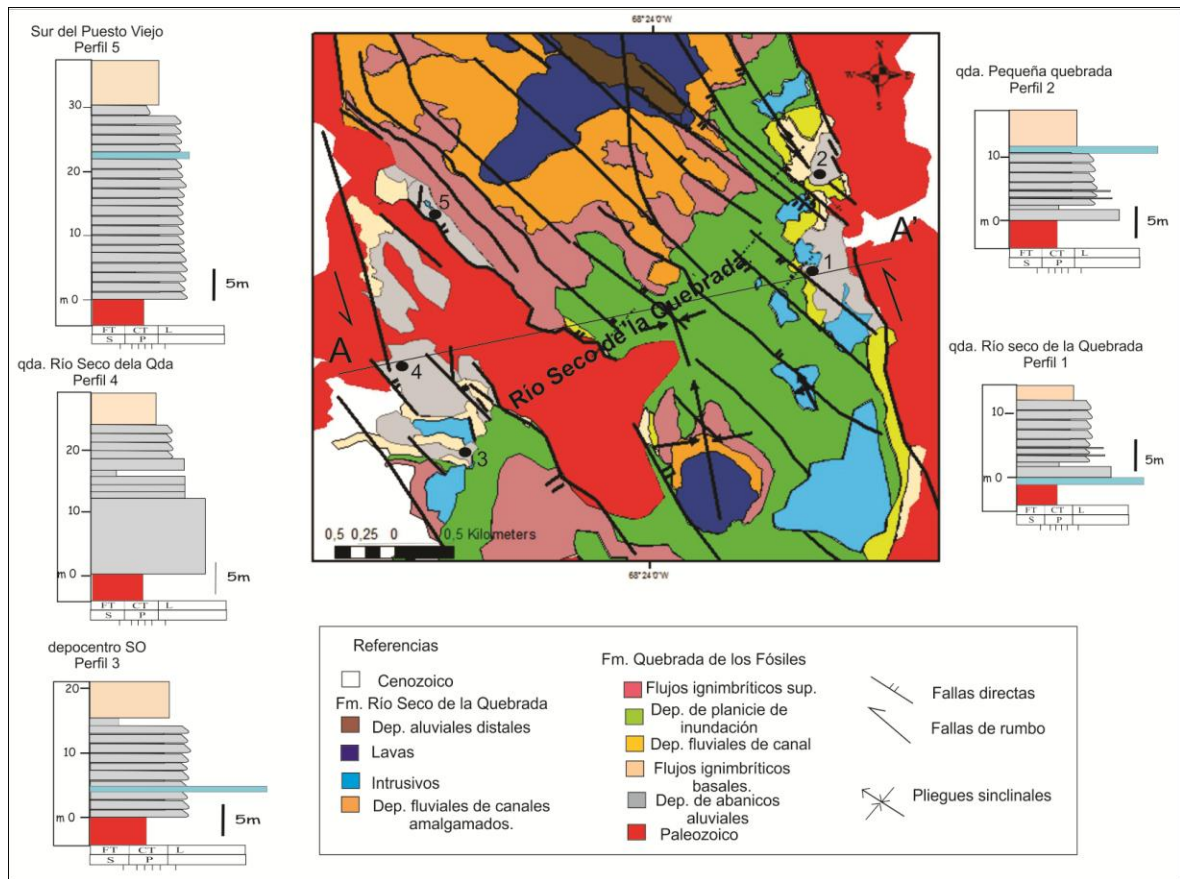 Sur del Puesto Viejo
Perfil 5
30
20
10
m 0
5m
FT CT L
S P
qda. Río Seco dela Qda
Perfil 4
20
10
m 0
5m
FT CT L
S P
depocentro SO
Perfil 3
20
10
m 0
5m
FT CT L
S P
68° 24'0"W
N
W E
S
5
2
A'
1
Río Seco de la Quebrada
A
4
3
0,5 0,25 0 0,5 Kilometers
68° 24'0"W
qda. Pequeña quebrada
Perfil 2
10
m 0
5m
FT CT L
S P
qda. Río seco de la Quebrada
Perfil 1
10
m 0
5m
FT CT L
S P
Referencias
Cenozoico
Fm. Río Seco de la Quebrada
Dep. aluviales distales
Lavas
Intrusivos
Dep. fluviales de canales
amalgamados.
Fm. Quebrada de los Fósiles
Flujos ignimbríticos sup.
Dep. de planicie de
inundación
Dep. fluviales de canal
Flujos ignimbríticos
basales.
Dep. de abanicos
aluviales
Paleozoico
Fallas directas
Fallas de rumbo
Pliegues sinclinales